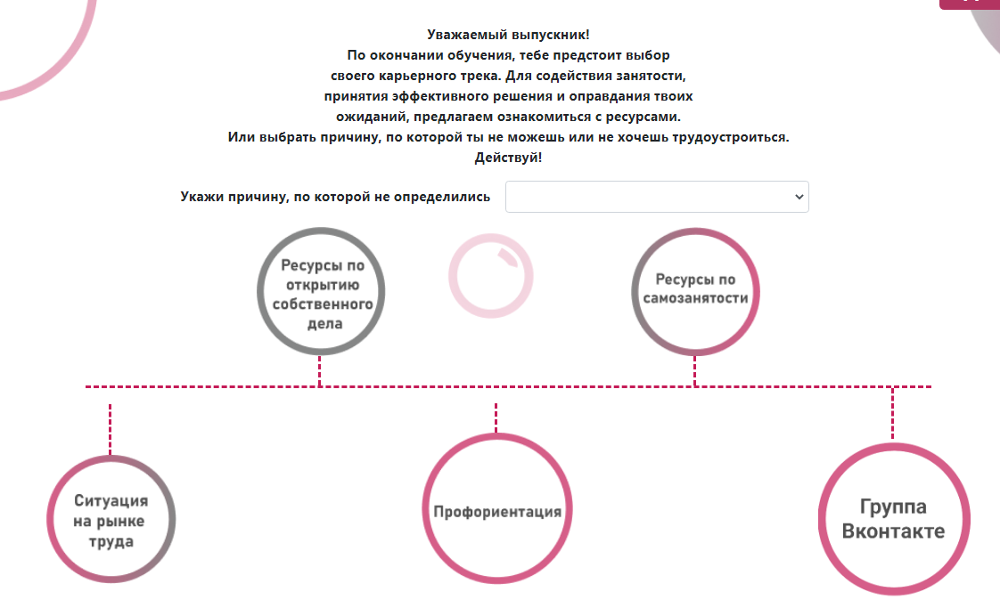 Уважаемый выпускник!
По окончании обучения, тебе предстоит выбор
своего карьерного трека. Для содействия занятости,
принятия эффективного решения и оправдания твоих
ожиданий, предлагаем ознакомиться с ресурсами.
Или выбрать причину, по которой ты не можешь или не хочешь трудоустроиться.
Действуй!
Укажи причину, по которой не определились
Ресурсы по
открытию
собственного
дела
Ресурсы по
самозанятости
Ситуация
на рынке
труда
Профориентация
Группа
Вконтакте